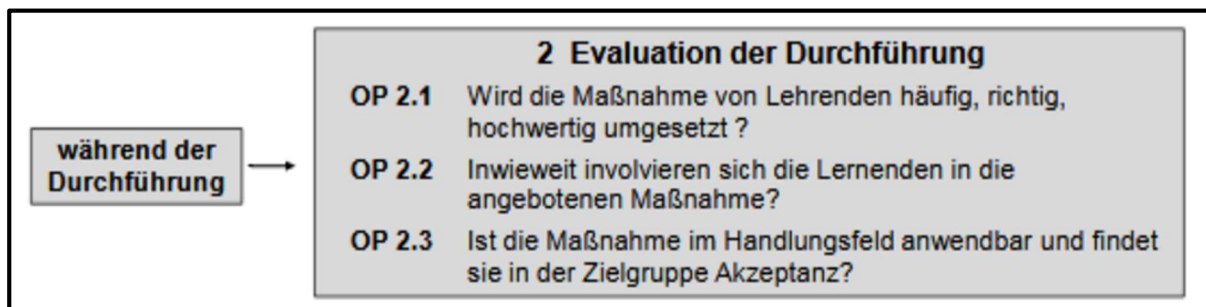 2 Evaluation der Durchführung
OP 2.1 Wird die Maßnahme von Lehrenden häufig, richtig,
hochwertig umgesetzt ?
während der
Durchführung
OP 2.2 Inwieweit involvieren sich die Lernenden in die
angebotenen Maßnahme?
OP 2.3 Ist die Maßnahme im Handlungsfeld anwendbar und findet
sie in der Zielgruppe Akzeptanz?